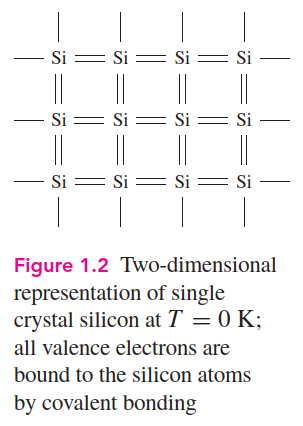 Si Si Si Si
Si Si Si Si
Si Si Si Si
Figure 1.2 Two-dimensional
representation of single
crystal silicon at T = 0 K;
all valence electrons are
bound to the silicon atoms
by covalent bonding